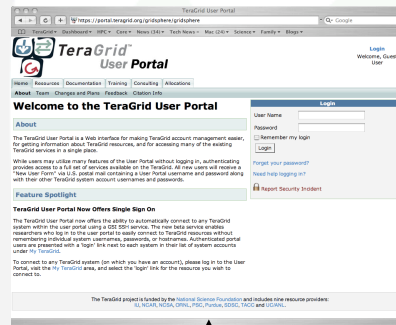 TeraGrid User Portal
https://portal.teragrid.org/gridsphere/gridsphere
Google
TeraGrid Dashboard HPC Core News (34) Tech News Mac (24) Science Family Blogs
TeraGrid™
User Portal
Login
Welcome, Guest
User
Home Resources Documentation Training Consulting Allocations
About Team Changes and Plans Feedback Citation Info
Welcome to the TeraGrid User Portal
About
The TeraGrid User Portal is a Web interface for making TeraGrid account management easier,
for getting information about TeraGrid resources, and for accessing many of the existing
TeraGrid services in a single place.
While users may utilize many features of the User Portal without logging in, authenticating
provides access to a full set of services available on the TeraGrid. All new users will receive a
"New User Form" via U.S. postal mail containing a User Portal username and password along
with their other TeraGrid system account usernames and passwords.
Feature Spotlight
TeraGrid User Portal Now Offers Single Sign On
The TeraGrid User Portal now offers the ability to automatically connect to any TeraGrid
system within the user portal using a GSI SSH service. The new beta service enables
researchers who log in to the user portal to easily connect to TeraGrid resources without
remembering individual system usernames, passwords, or hostnames. Authenticated portal
users are presented with a 'login' link next to each system in their list of system accounts
under My TeraGrid.
To connect to any TeraGrid system (on which you have an account), please log in to the User
Portal, visit the My TeraGrid area, and select the 'login' link for the resource you wish to
connect to.
Login
User Name
Password
Remember my login
Login
Forget your password?
Need help logging in?
Report Security Incident
The TeraGrid project is funded by the National Science Foundation and includes nine resource providers:
IU, NCAR, NCSA, ORNL, PSC, Purdue, SDSC, TACC and UC/ANL.